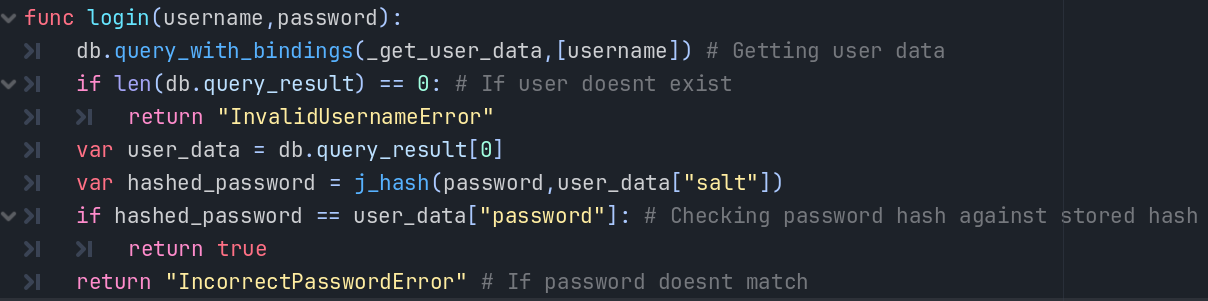 func login(username,password):
db.query_with_bindings(_get_user_data,[username]) # Getting user data
if len(db.query_result) == 0: # If user doesnt exist
return "InvalidUsernameError"
var user_data = db.query_result[0]
var hashed_password = j_hash(password,user_data["salt"])
if hashed_password == user_data["password"]: # Checking password hash against stored hash
return true
return "IncorrectPasswordError" # If password doesnt match